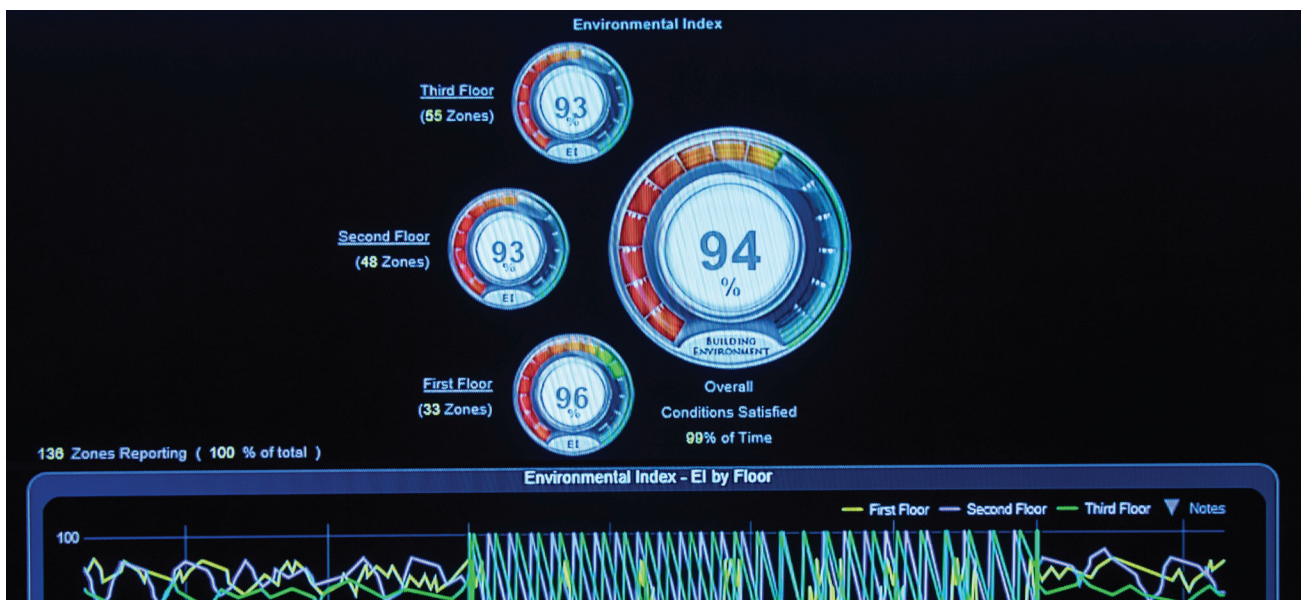 Environmental Index
Third Floor
(55 Zones)
93
%
EI
Second Floor
(48 Zones)
93
%
EI
94
%
BUILDING
ENVIRONMENT
First Floor
(33 Zones)
96
%
EI
Overall
Conditions Satisfied
99% of Time
136 Zones Reporting ( 100 % of total )
Environmental Index - EI by Floor
First Floor Second Floor Third Floor Notes
100